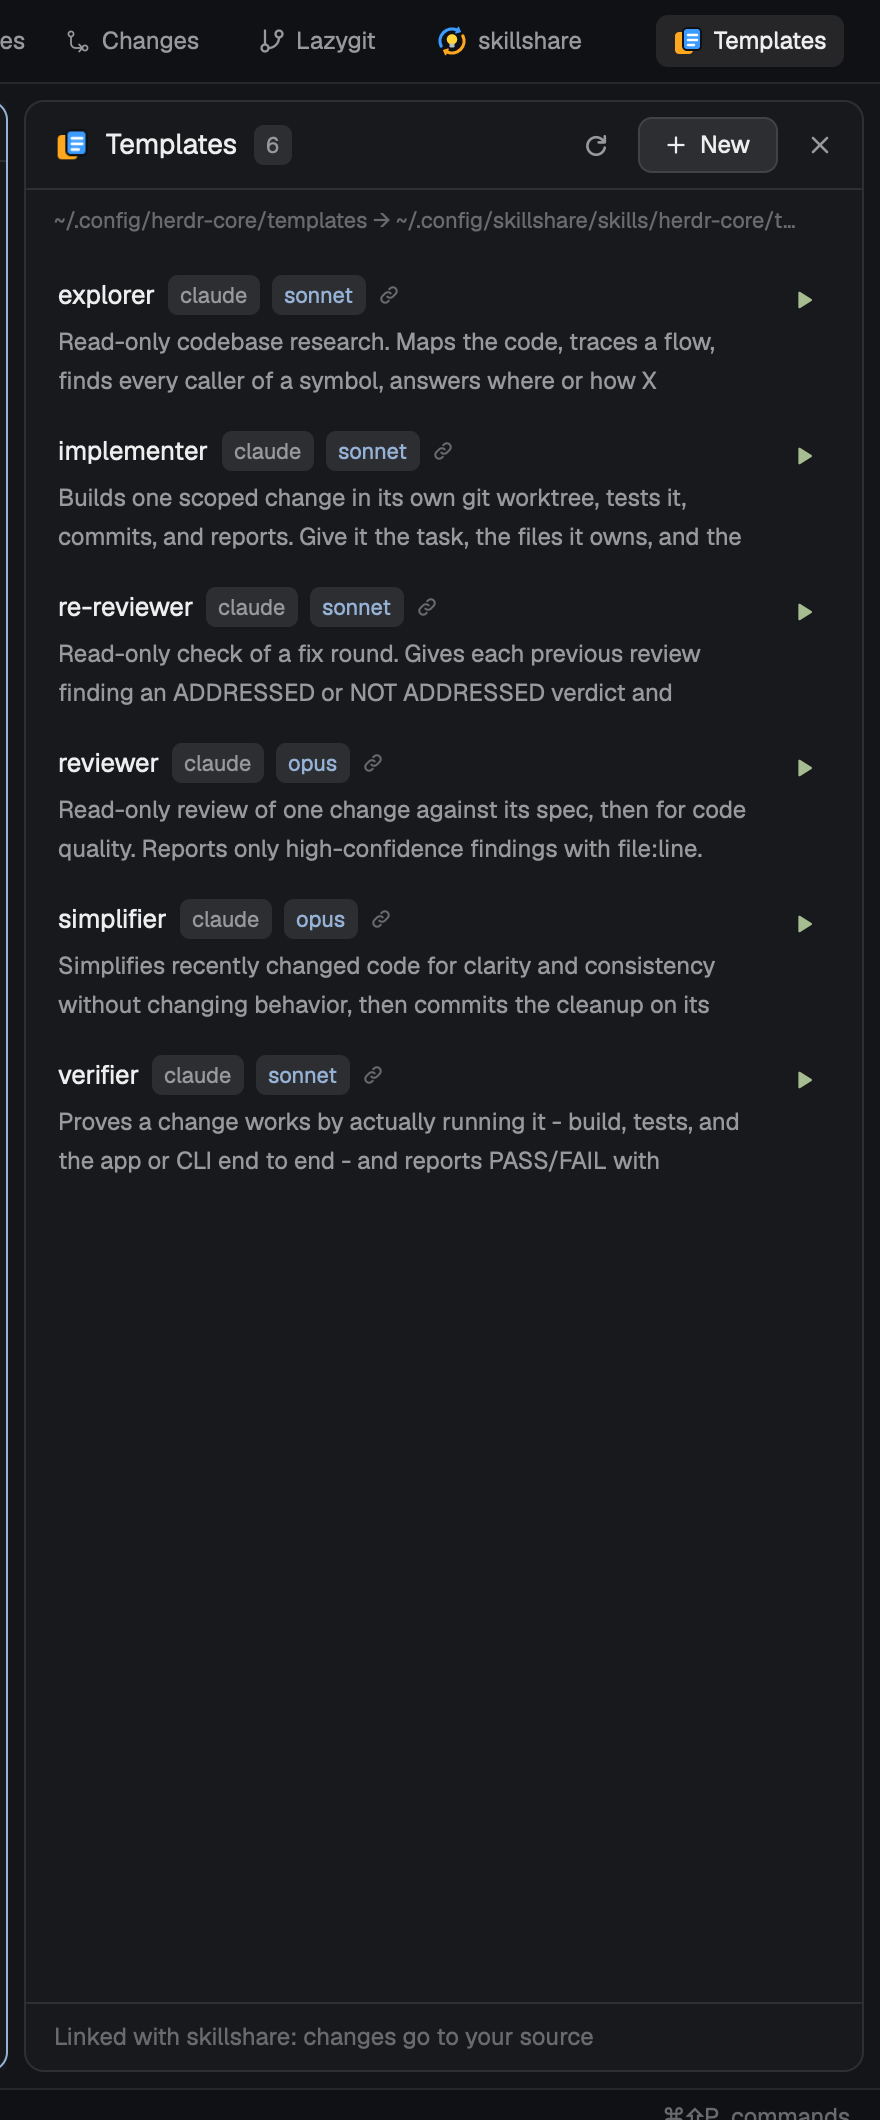 es Changes Lazygit skillshare Templates
Templates 6 + New
~/.config/herdr-core/templates → ~/.config/skillshare/skills/herdr-core/t...
explorer claude sonnet
Read-only codebase research. Maps the code, traces a flow,
finds every caller of a symbol, answers where or how X
implementer claude sonnet
Builds one scoped change in its own git worktree, tests it,
commits, and reports. Give it the task, the files it owns, and the
re-reviewer claude sonnet
Read-only check of a fix round. Gives each previous review
finding an ADDRESSED or NOT ADDRESSED verdict and
reviewer claude opus
Read-only review of one change against its spec, then for code
quality. Reports only high-confidence findings with file:line.
simplifier claude opus
Simplifies recently changed code for clarity and consistency
without changing behavior, then commits the cleanup on its
verifier claude sonnet
Proves a change works by actually running it - build, tests, and
the app or CLI end to end - and reports PASS/FAIL with
Linked with skillshare: changes go to your source
⌘⇧P commands